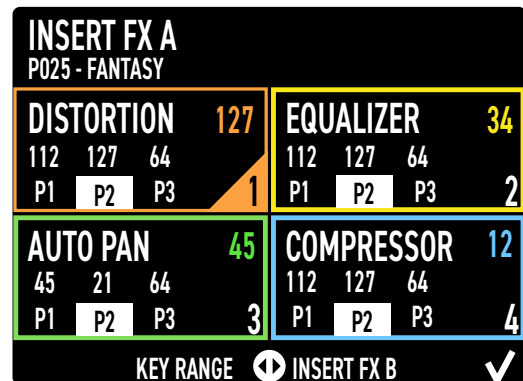 INSERT FX A
P025 - FANTASY
DISTORTION 127
112 127 64
P1 P2 P3 1
EQUALIZER 34
112 127 64
P1 P2 P3 2
AUTO PAN 45
45 21 64
P1 P2 P3 3
COMPRESSOR 12
112 127 64
P1 P2 P3 4
KEY RANGE INSERT FX B